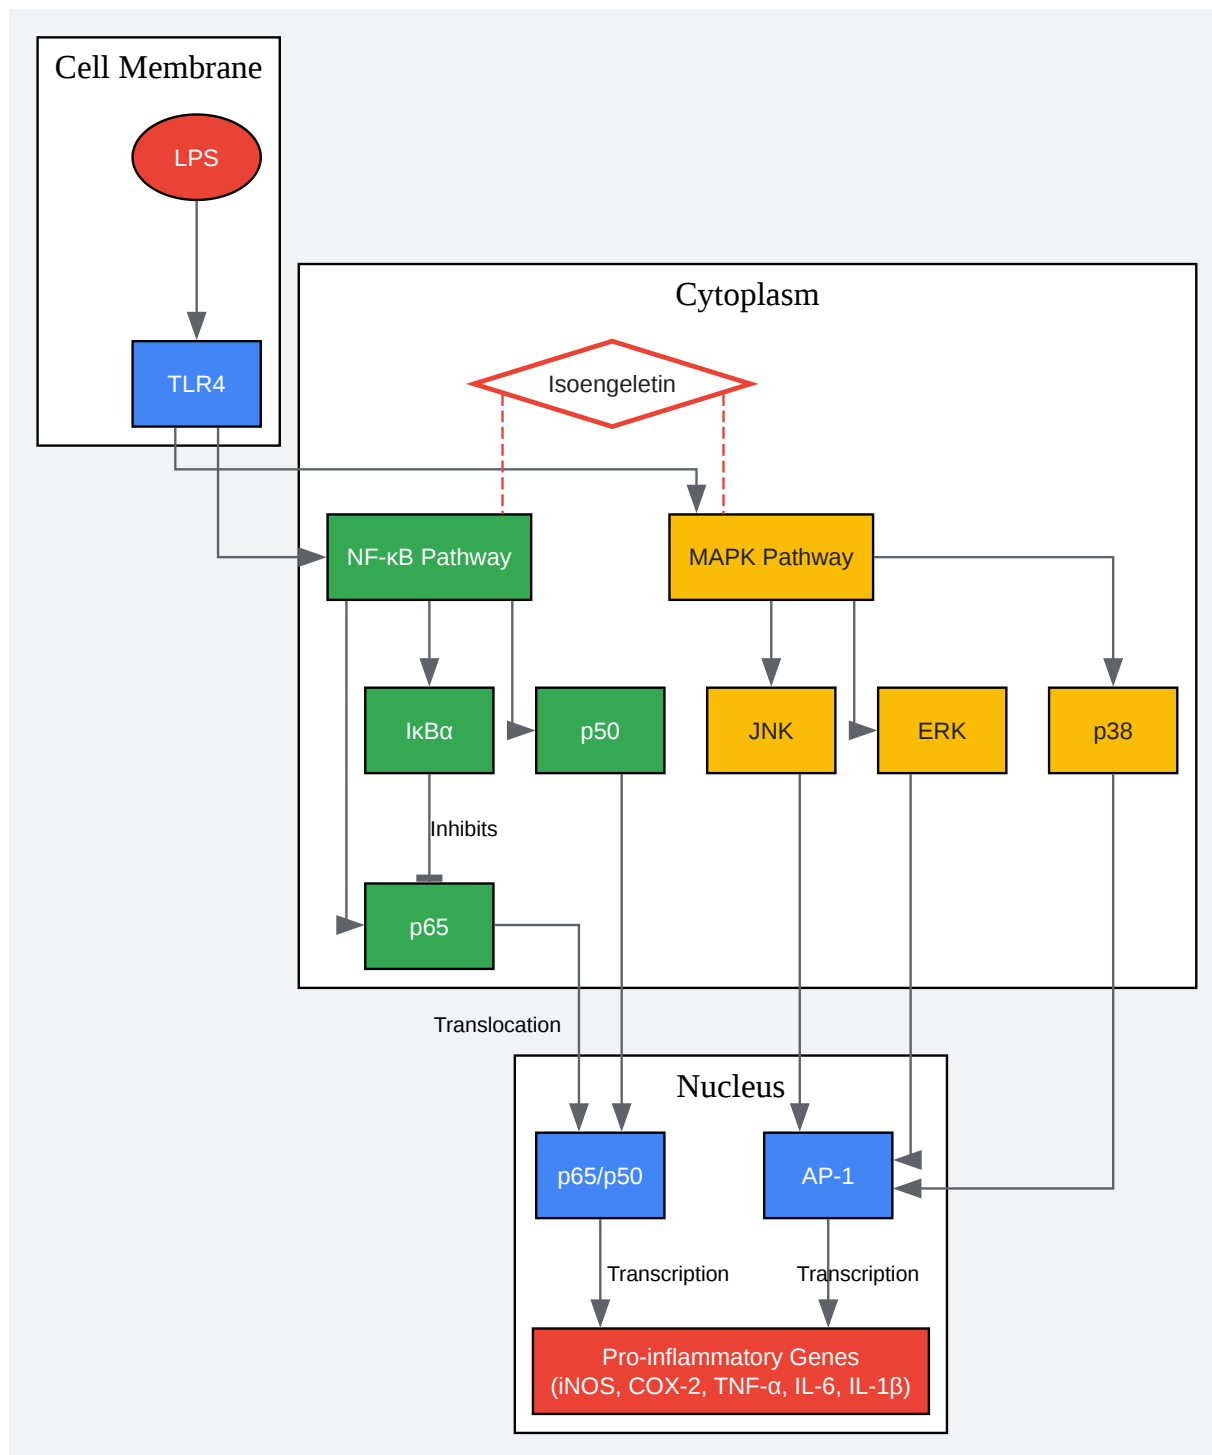 Cell Membrane
LPS
TLR4
Cytoplasm
Isoengeletin
NF-κB Pathway
MAPK Pathway
IκBα
p50
JNK
ERK
p38
Inhibits
p65
Translocation
Nucleus
p65/p50
AP-1
Transcription
Transcription
Pro-inflammatory Genes
(iNOS, COX-2, TNF-α, IL-6, IL-1β)